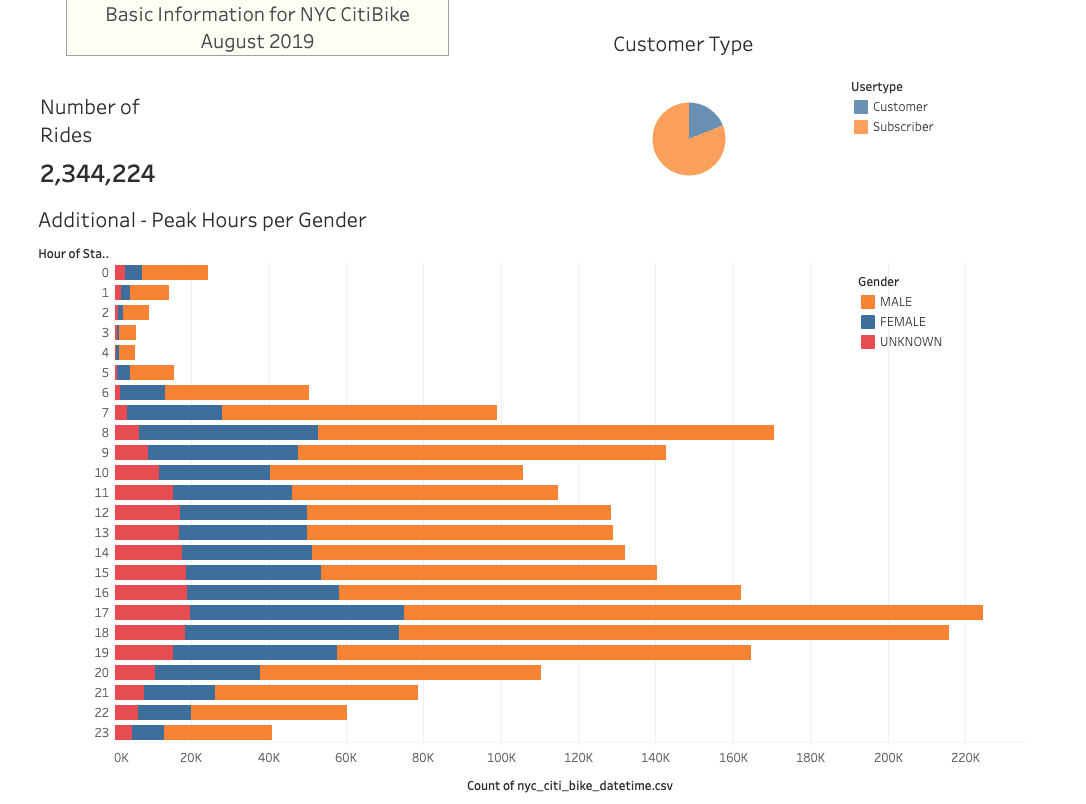 Basic Information for NYC CitiBike
August 2019
Customer Type
Usertype
Customer
Subscriber
Number of
Rides
2,344,224
Additional - Peak Hours per Gender
Hour of Sta..
Gender
MALE
FEMALE
UNKNOWN
0
1
2
3
4
5
6
7
8
9
10
11
12
13
14
15
16
17
18
19
20
21
22
23
0K 20K 40K 60K 80K 100K 120K 140K 160K 180K 200K 220K
Count of nyc_citi_bike_datetime.csv